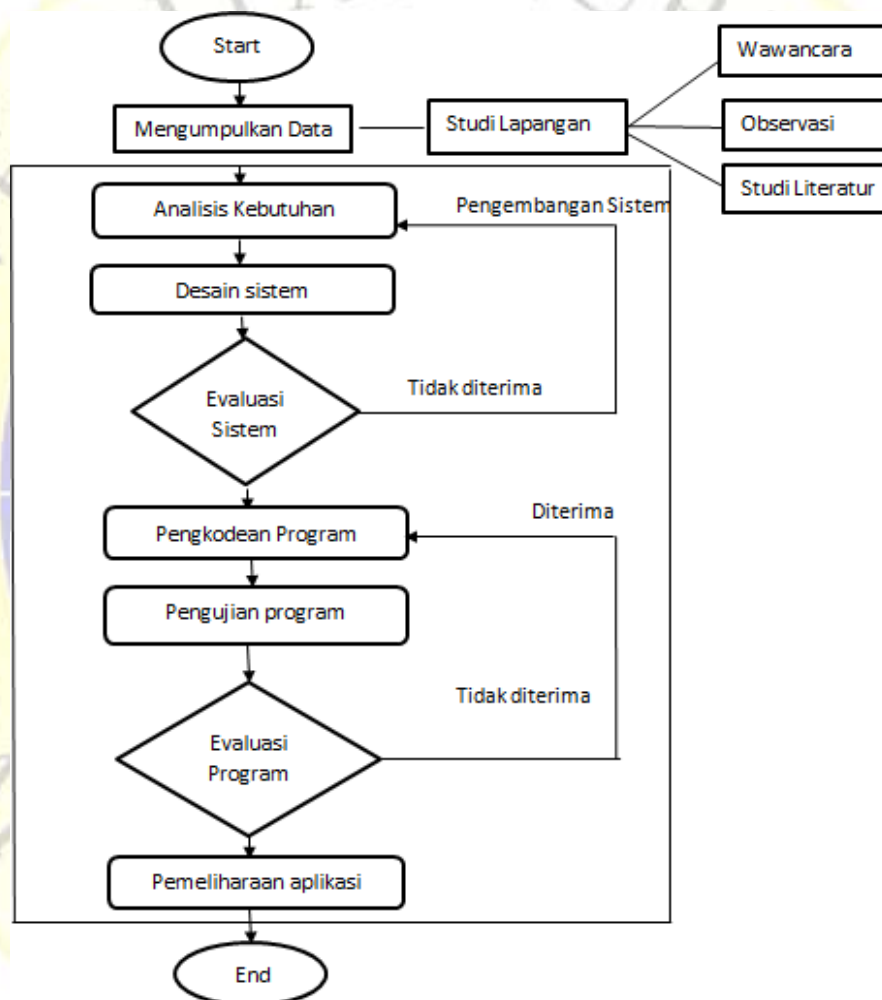 Start
Wawancara
Mengumpulkan Data
Studi Lapangan
Observasi
Studi Literatur
Analisis Kebutuhan
Pengembangan Sistem
Desain sistem
Tidak diterima
Evaluasi
Sistem
Diterima
Pengkodean Program
Pengujian program
Tidak diterima
Evaluasi
Program
Pemeliharaan aplikasi
End